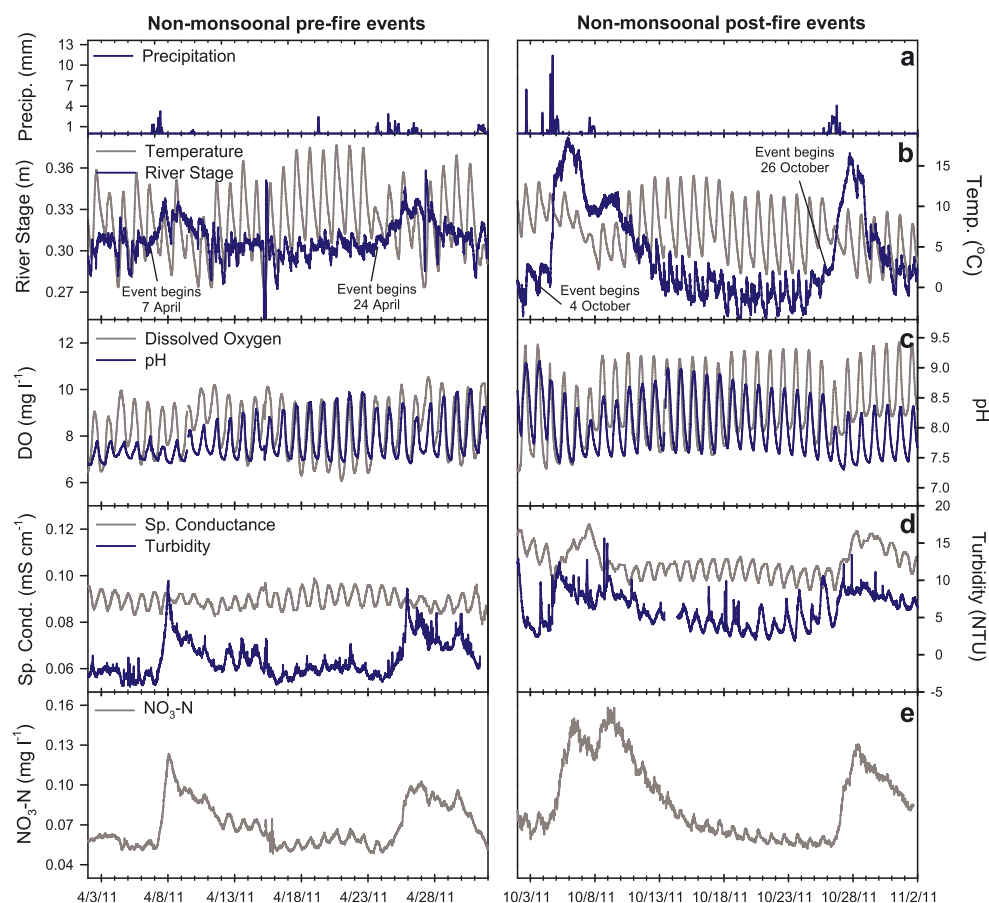 Non-monsoonal pre-fire events
Non-monsoonal post-fire events
Precip. (mm)
13
10
7
4
1
Precipitation
a
River Stage (m)
0.36
0.33
0.30
0.27
Temperature
River Stage
Event begins
7 April
Event begins
24 April
Event begins
26 October
Event begins
4 October
b
15
10
5
0
Temp. (°C)
DO (mg l⁻¹)
12
10
8
6
Dissolved Oxygen
pH
c
9.5
9.0
8.5
8.0
7.5
7.0
pH
Sp. Cond. (mS cm⁻¹)
0.12
0.10
0.08
0.06
Sp. Conductance
Turbidity
d
20
15
10
5
0
-5
Turbidity (NTU)
NO₃-N (mg l⁻¹)
0.16
0.13
0.10
0.07
0.04
NO₃-N
e
4/3/11 4/8/11 4/13/11 4/18/11 4/23/11 4/28/11
10/3/11 10/8/11 10/13/11 10/18/11 10/28/11 11/2/11